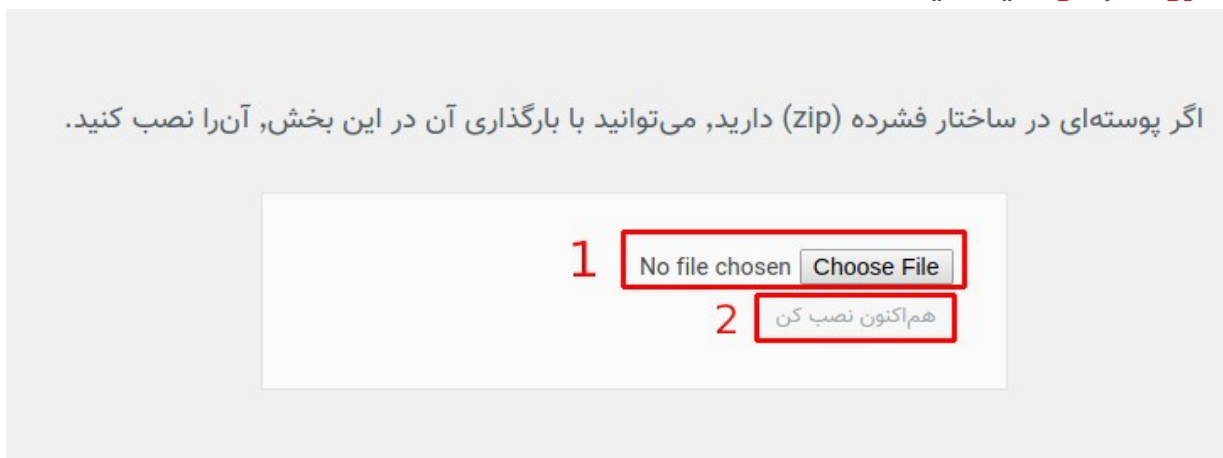 اگر پوسته‌ای در ساختار فشرده (zip) دارید, می‌توانید با بارگذاری آن در این بخش, آن‌را نصب کنید.
1 No file chosen Choose File
2 هم‌اکنون نصب کن